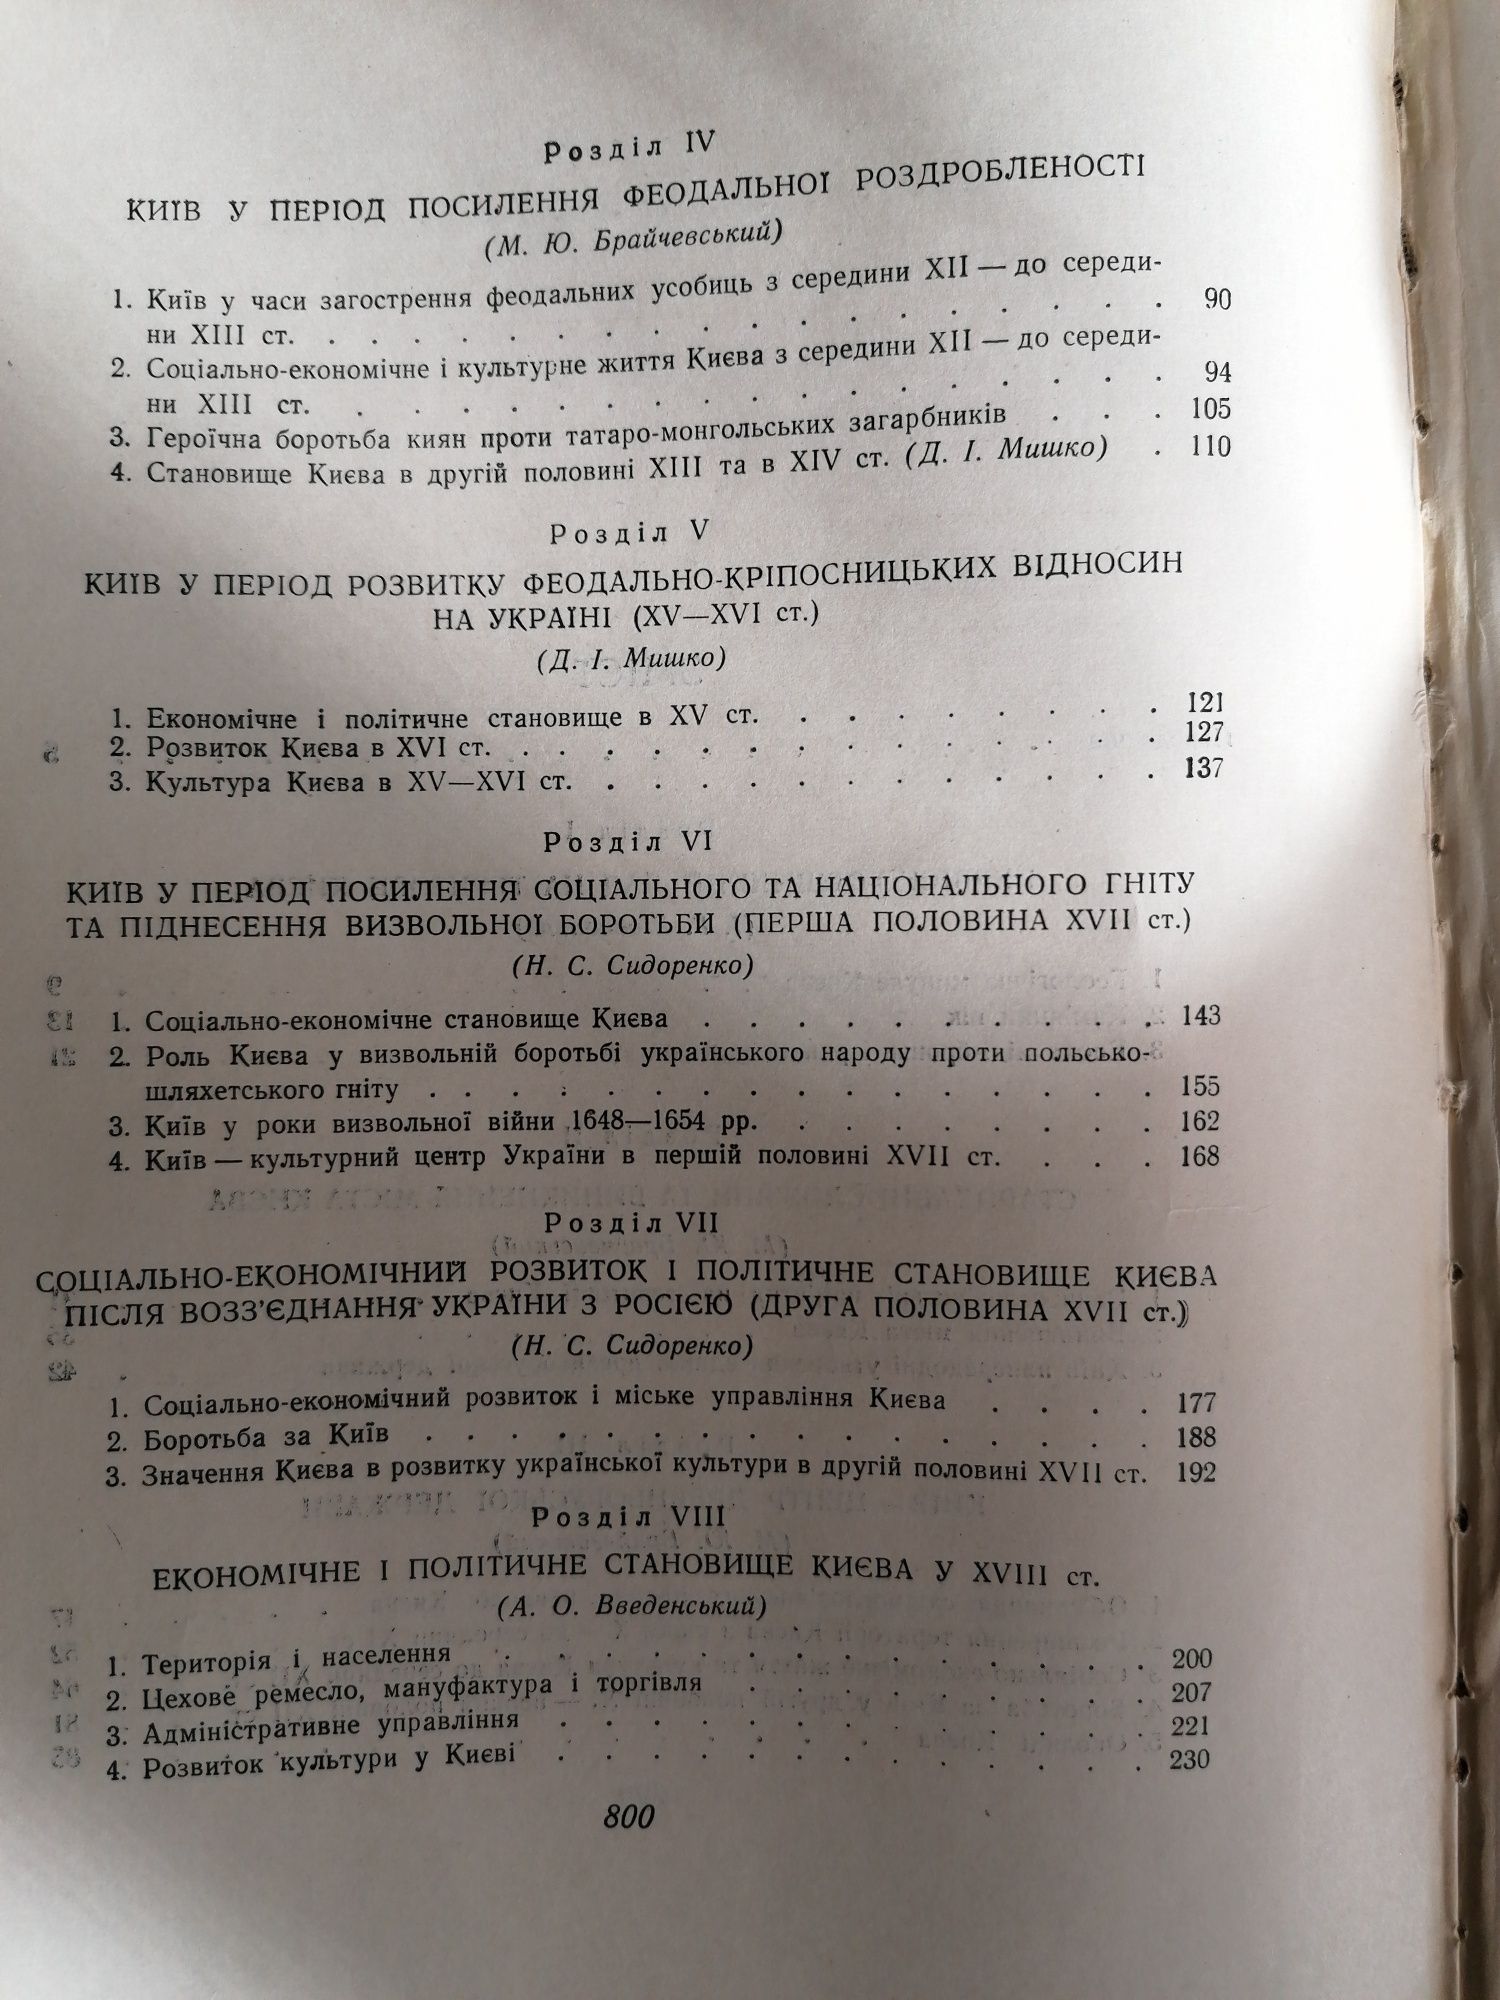 Розділ IV
КИЇВ У ПЕРІОД ПОСИЛЕННЯ ФЕОДАЛЬНОЇ РОЗДРОБЛЕНОСТІ
(М. Ю. Брайчевський)
1. Київ у часи загострення феодальних усобиць з середини XII — до середи-
ни XIII ст. . . . . . . . . . . . . . . . . . . 90
2. Соціально-економічне і культурне життя Києва з середини XII — до середи-
ни XIII ст. . . . . . . . . . . . . . . . . . . 94
3. Героїчна боротьба киян проти татаро-монгольських загарбників . . . 105
4. Становище Києва в другій половині XIII та в XIV ст. (Д. І. Мишко) . 110
Розділ V
КИЇВ У ПЕРІОД РОЗВИТКУ ФЕОДАЛЬНО-КРІПОСНИЦЬКИХ ВІДНОСИН
НА УКРАЇНІ (XV—XVI ст.)
(Д. І. Мишко)
1. Економічне і політичне становище в XV ст. . . . . . . . . 121
2. Розвиток Києва в XVI ст. . . . . . . . . . . . . . . 127
3. Культура Києва в XV—XVI ст. . . . . . . . . . . . . 137
Розділ VI
КИЇВ У ПЕРІОД ПОСИЛЕННЯ СОЦІАЛЬНОГО ТА НАЦІОНАЛЬНОГО ГНІТУ
ТА ПІДНЕСЕННЯ ВИЗВОЛЬНОЇ БОРОТЬБИ (ПЕРША ПОЛОВИНА XVII ст.)
(Н. С. Сидоренко)
1. Соціально-економічне становище Києва . . . . . . . . . . 143
2. Роль Києва у визвольній боротьбі українського народу проти польсько-
шляхетського гніту . . . . . . . . . . . . . . . . 155
3. Київ у роки визвольної війни 1648—1654 рр. . . . . . . . . 162
4. Київ — культурний центр України в першій половині XVII ст. . . . 168
Розділ VII
СОЦІАЛЬНО-ЕКОНОМІЧНИЙ РОЗВИТОК І ПОЛІТИЧНЕ СТАНОВИЩЕ КИЄВА
ПІСЛЯ ВОЗЗ’ЄДНАННЯ УКРАЇНИ З РОСІЄЮ (ДРУГА ПОЛОВИНА XVII ст.)
(Н. С. Сидоренко)
1. Соціально-економічний розвиток і міське управління Києва . . . . 177
2. Боротьба за Київ . . . . . . . . . . . . . . . . 188
3. Значення Києва в розвитку української культури в другій половині XVII ст. 192
Розділ VIII
ЕКОНОМІЧНЕ І ПОЛІТИЧНЕ СТАНОВИЩЕ КИЄВА У XVIII ст.
(А. О. Введенський)
1. Територія і населення . . . . . . . . . . . . . . 200
2. Цехове ремесло, мануфактура і торгівля . . . . . . . . . 207
3. Адміністративне управління . . . . . . . . . . . . . 221
4. Розвиток культури у Києві . . . . . . . . . . . . . 230
800